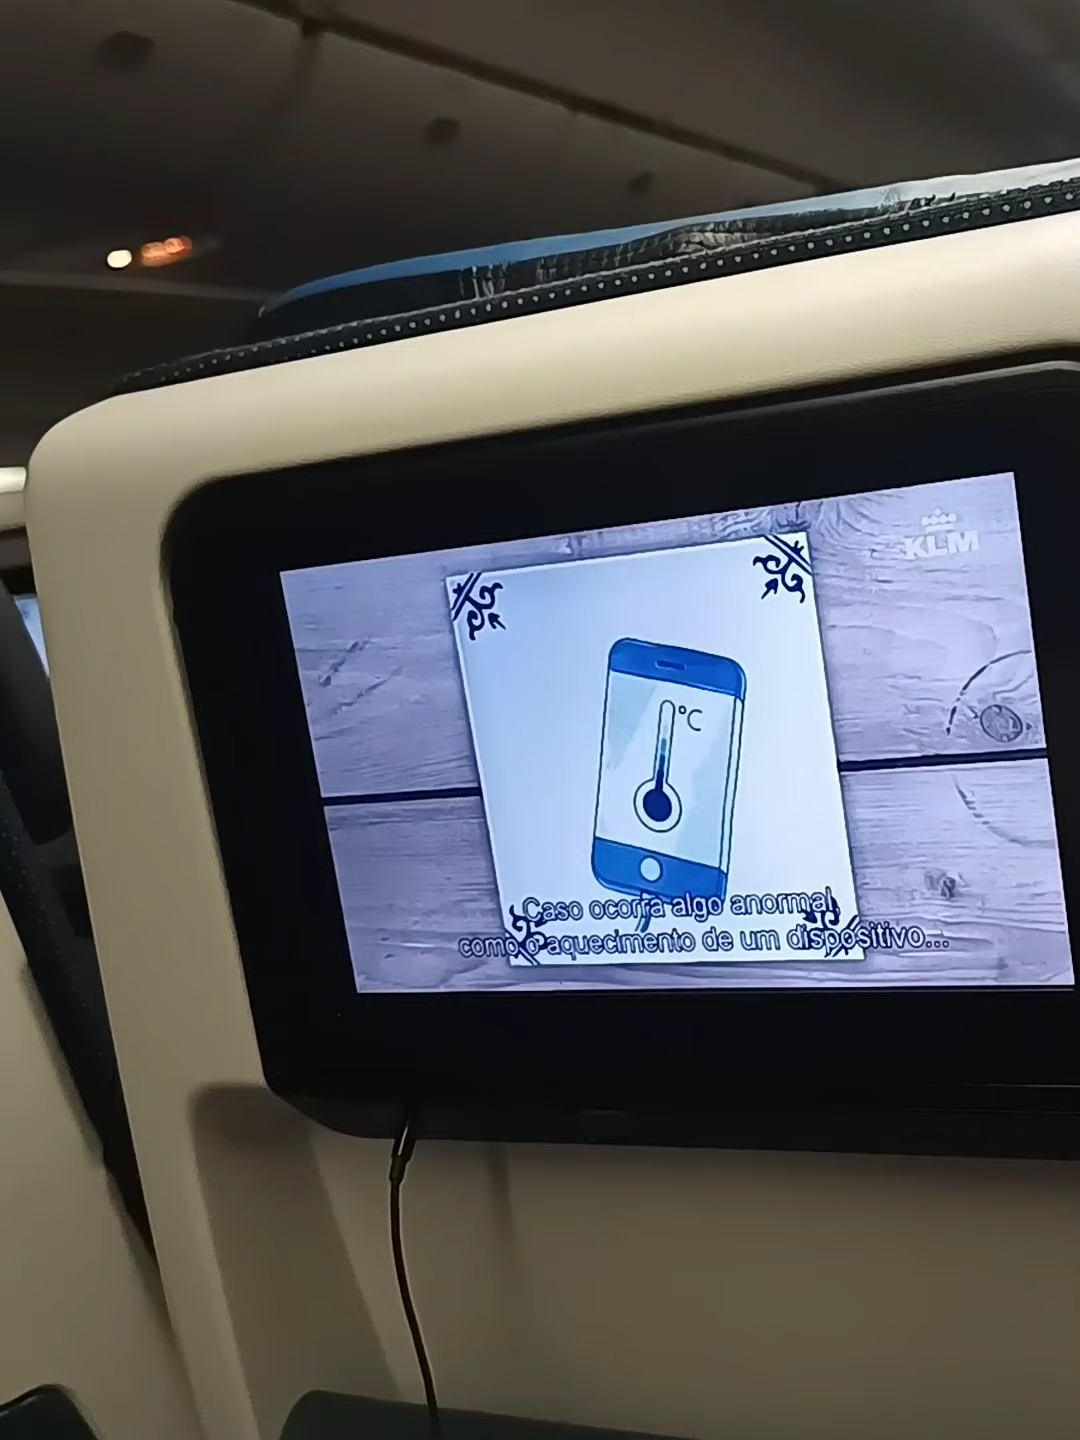 KLM
°C
Caso ocorra algo anormal,
como o aquecimento de um dispositivo...